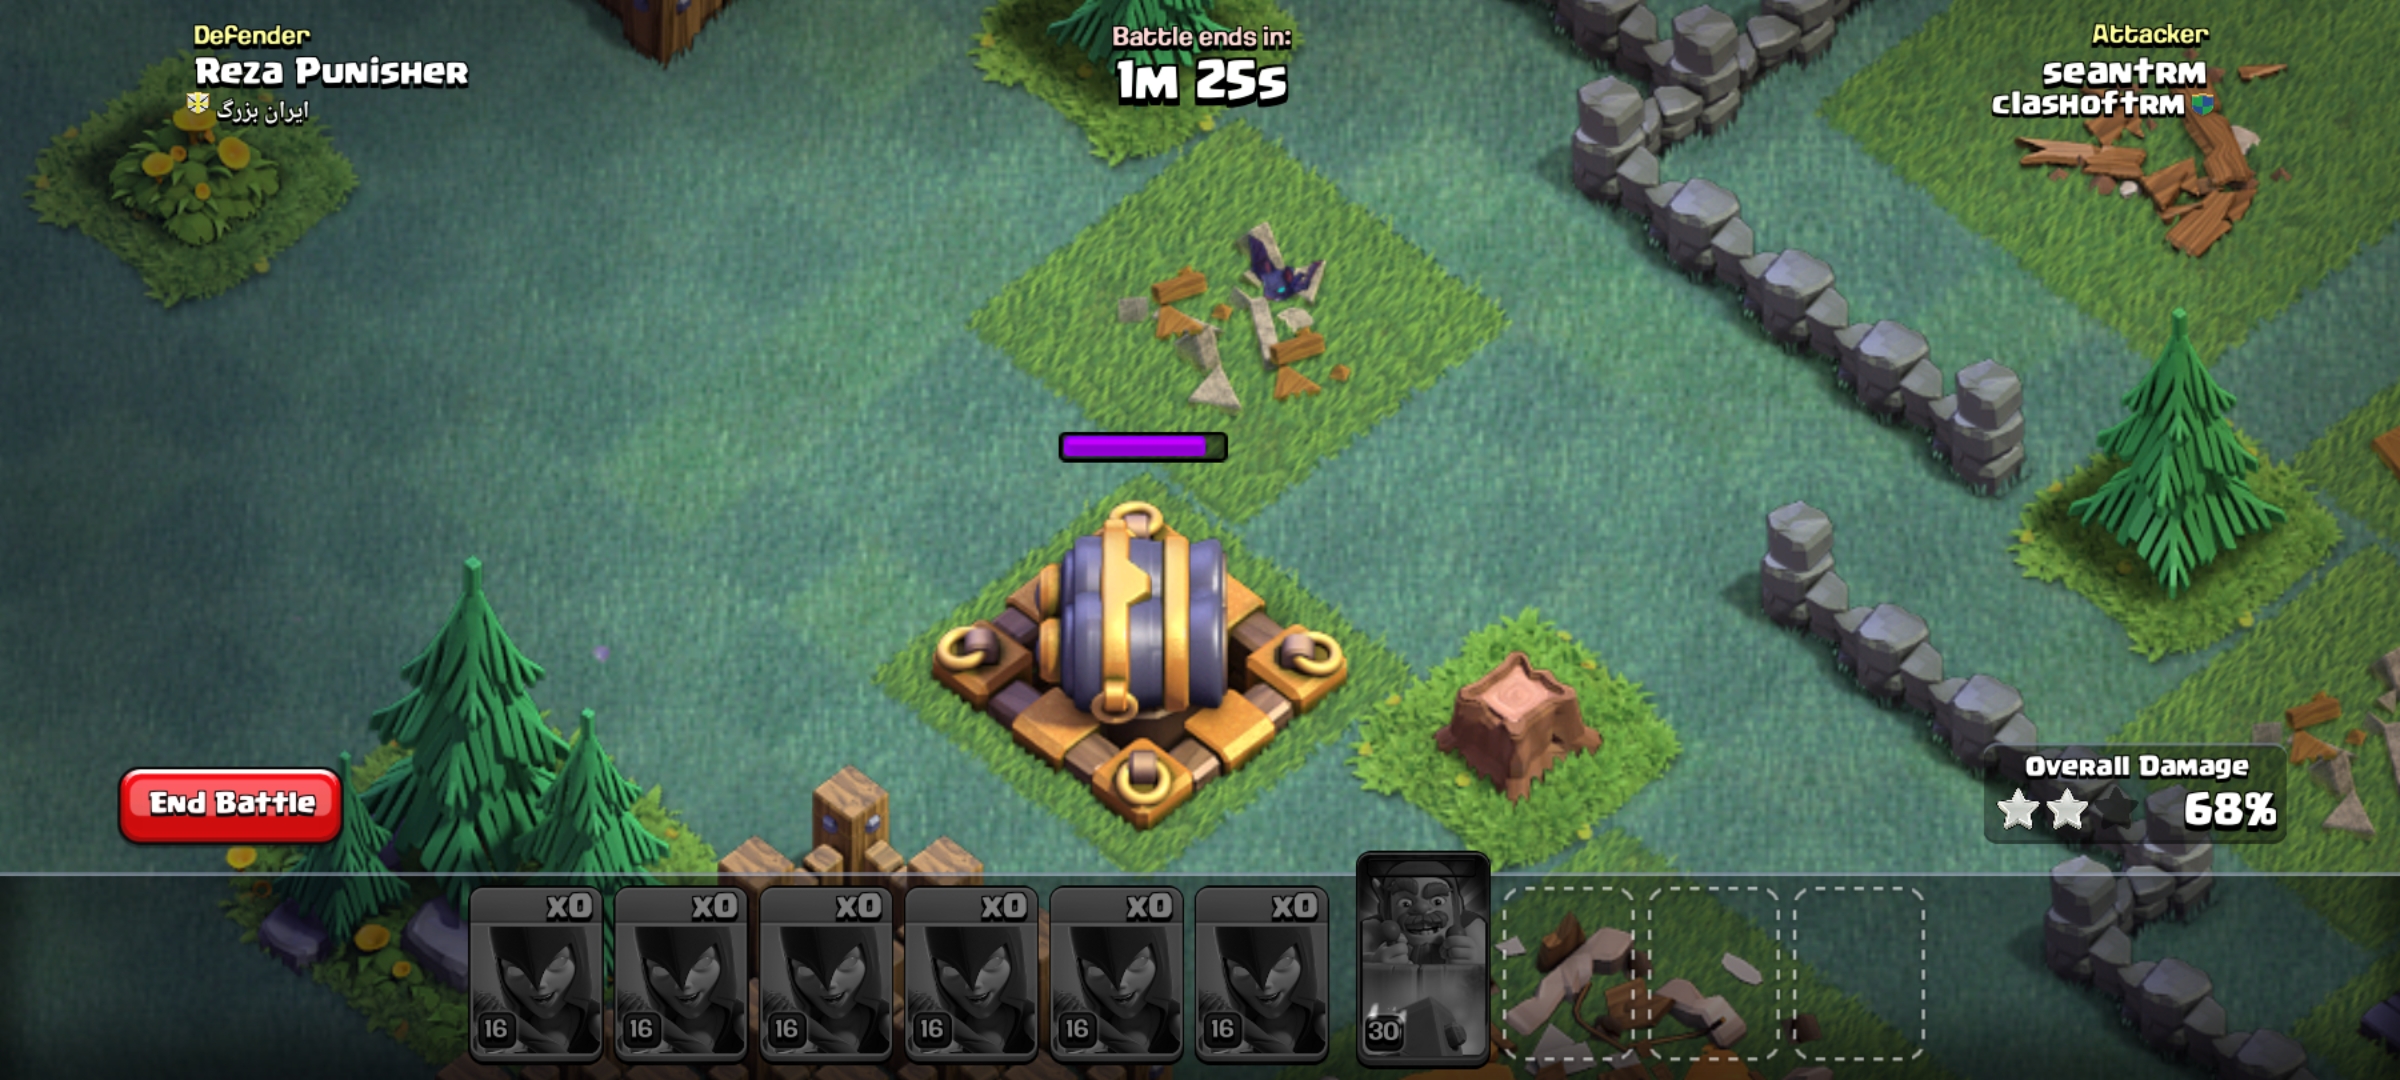 Defender
Reza Punisher
ایران بزرگ
Battle ends in:
1M 25s
Attacker
seantrm
clashoftrm
End Battle
Overall Damage
68%
x0
x0
x0
x0
x0
x0
16
16
16
16
16
16
30